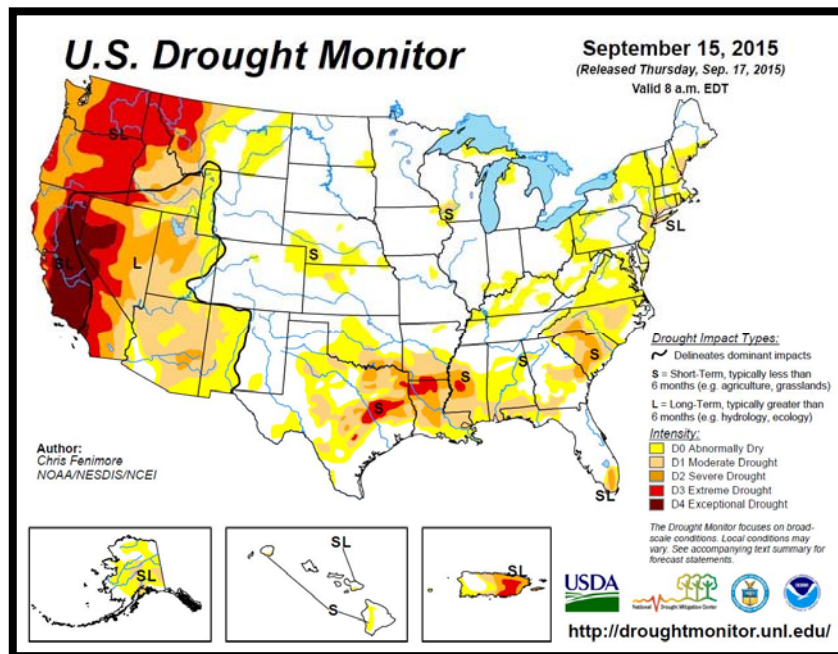 U.S. Drought Monitor
September 15, 2015
(Released Thursday, Sep. 17, 2015)
Valid 8 a.m. EDT
SL
SL
L
S
S
SL
S
S
S
S
S
SL
Drought Impact Types:
Delineates dominant impacts
S = Short-Term, typically less than
6 months (e.g. agriculture, grasslands)
L = Long-Term, typically greater than
6 months (e.g. hydrology, ecology)
Intensity:
D0 Abnormally Dry
D1 Moderate Drought
D2 Severe Drought
D3 Extreme Drought
D4 Exceptional Drought
Author:
Chris Fenimore
NOAA/NESDIS/NCEI
The Drought Monitor focuses on broad-
scale conditions. Local conditions may
vary. See accompanying text summary for
forecast statements.
SL
SL
S
SL
USDA
National Drought Mitigation Center
http://droughtmonitor.unl.edu/